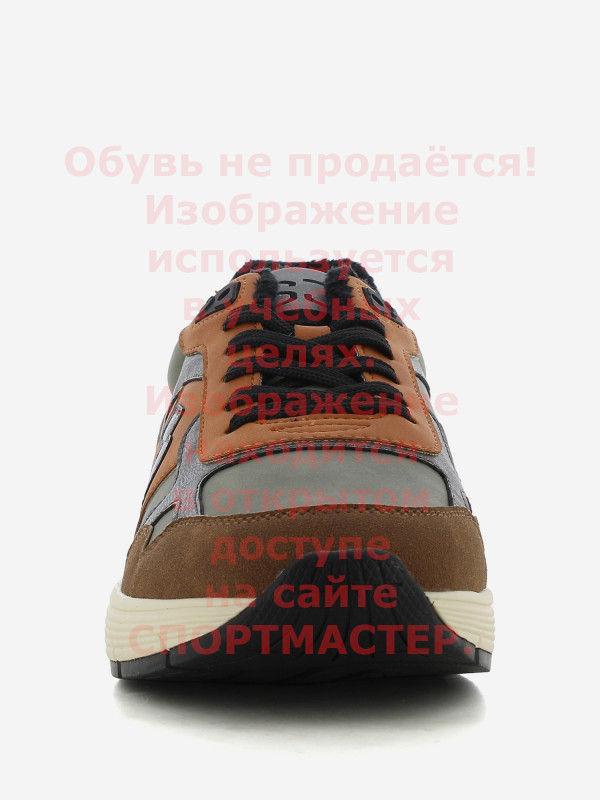 Обувь не продаётся!
Изображение
используется
в учебных
целях.
Изображение
находится
в открытом
доступе
на сайте
СПОРТМАСТЕР.